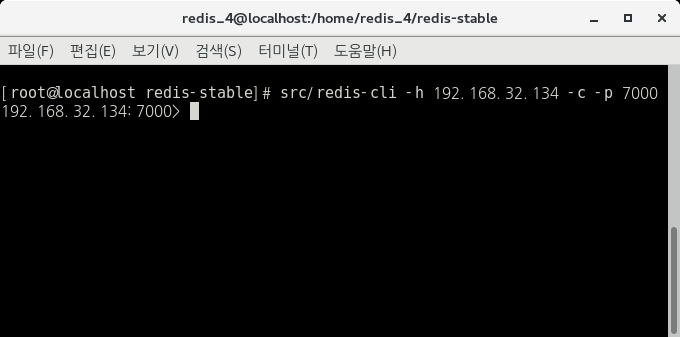 redis_4@localhost:/home/redis_4/redis-stable
파일(F) 편집(E) 보기(V) 검색(S) 터미널(T) 도움말(H)
[root@localhost redis-stable]# src/redis-cli -h 192.168.32.134 -c -p 7000
192.168.32.134:7000>